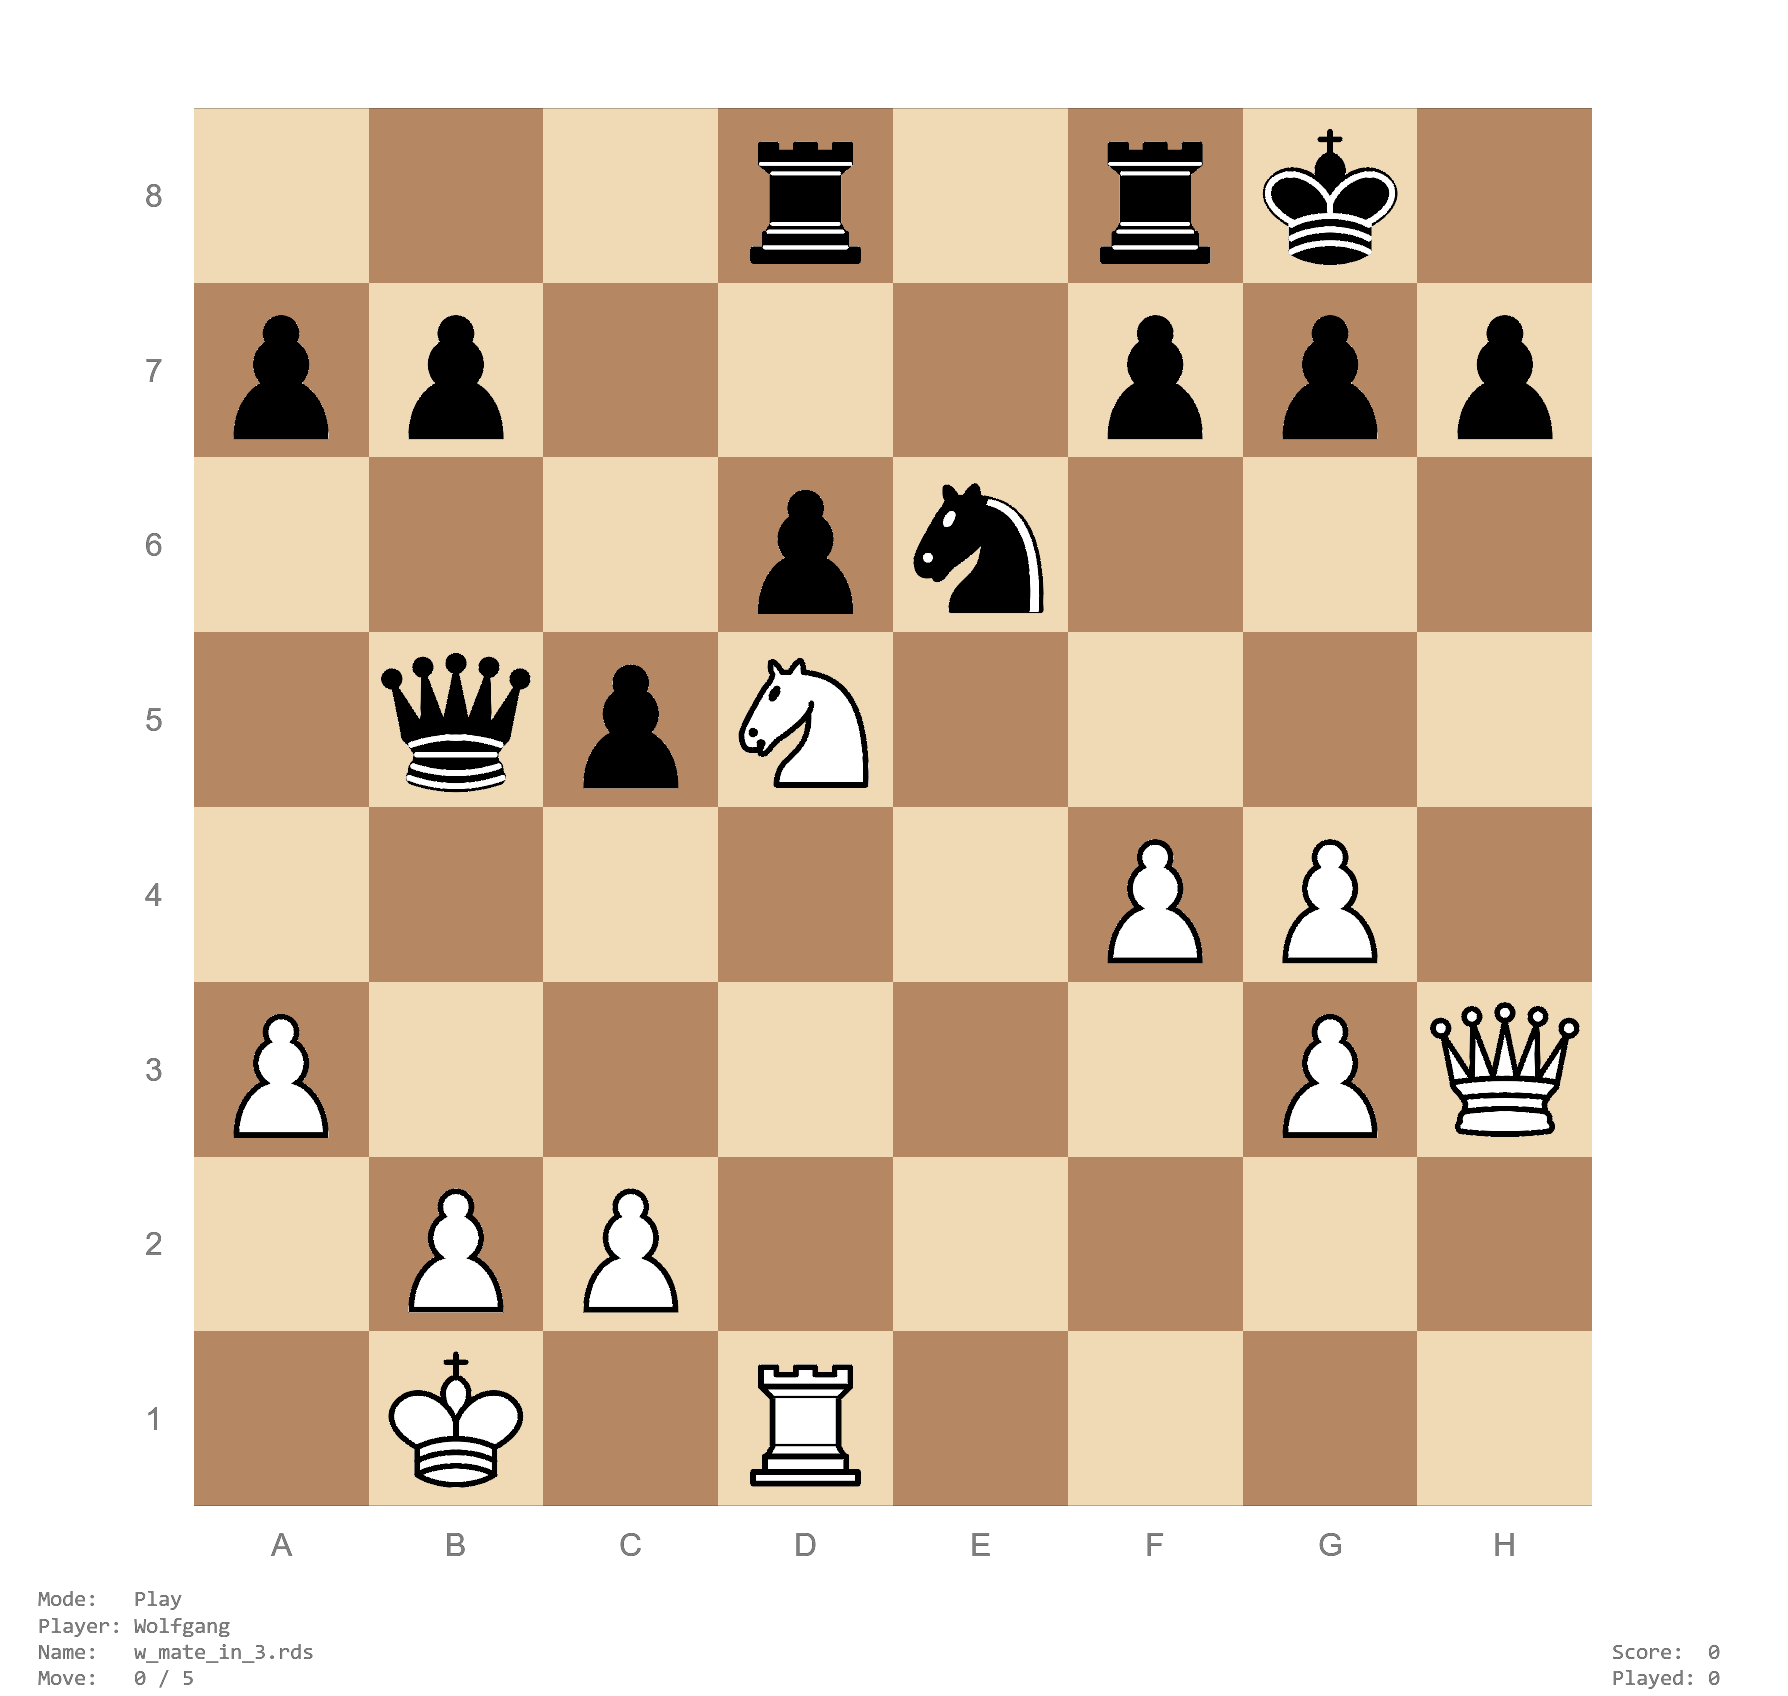 8
7
6
5
4
3
2
1
A B C D E F G H
Mode: Play
Player: Wolfgang
Name: w_mate_in_3.rds
Move: 0 / 5
Score: 0
Played: 0